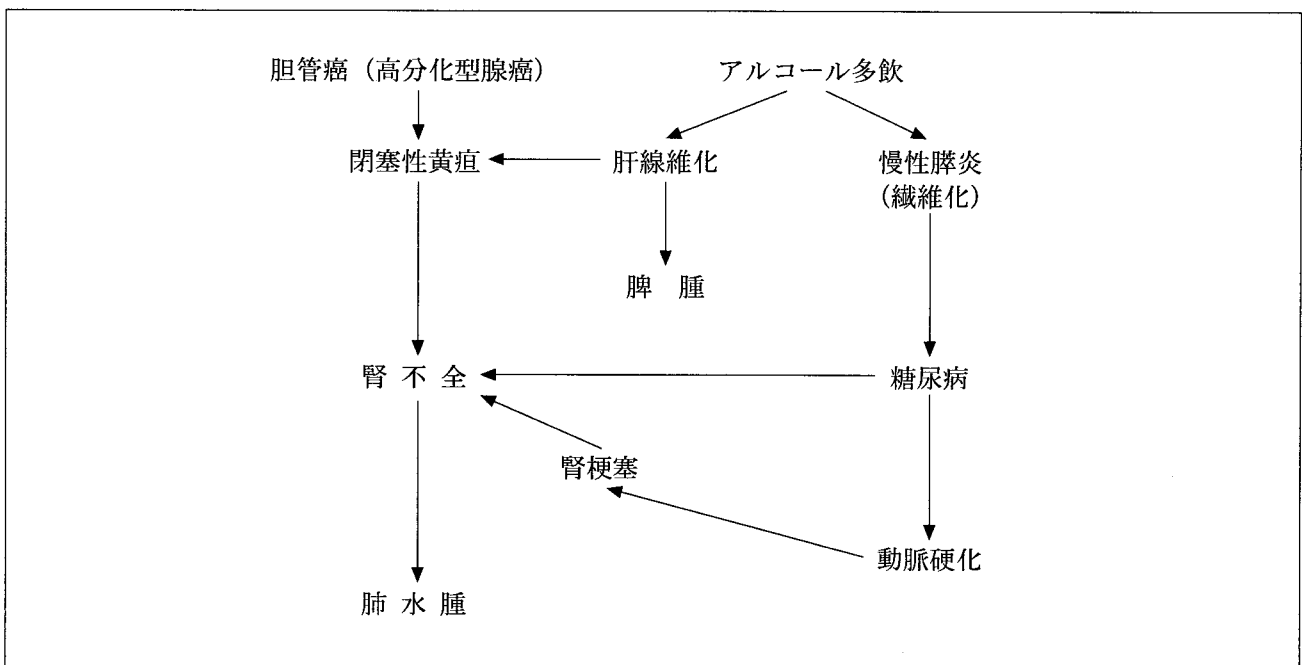 胆管癌（高分化型腺癌）
アルコール多飲
閉塞性黄疸
肝線維化
慢性膵炎
（繊維化）
脾 腫
腎 不 全
糖尿病
腎梗塞
動脈硬化
肺 水 腫